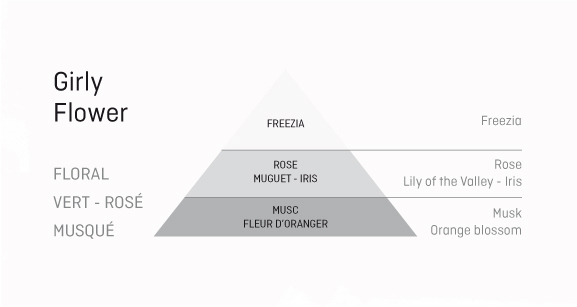 Girly
Flower
FLORAL
VERT - ROSÉ
MUSQUÉ
FREEZIA
ROSE
MUGUET - IRIS
MUSC
FLEUR D'ORANGER
Freezia
Rose
Lily of the Valley - Iris
Musk
Orange blossom